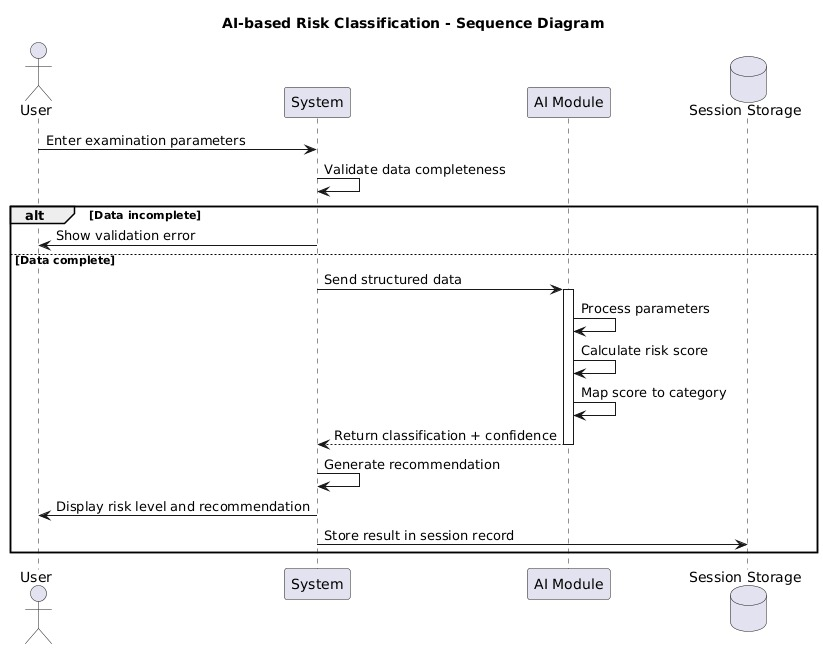 AI-based Risk Classification - Sequence Diagram
User
System
AI Module
Session Storage
Enter examination parameters
Validate data completeness
alt
[Data incomplete]
Show validation error
[Data complete]
Send structured data
Process parameters
Calculate risk score
Map score to category
Return classification + confidence
Generate recommendation
Display risk level and recommendation
Store result in session record
User
System
AI Module
Session Storage